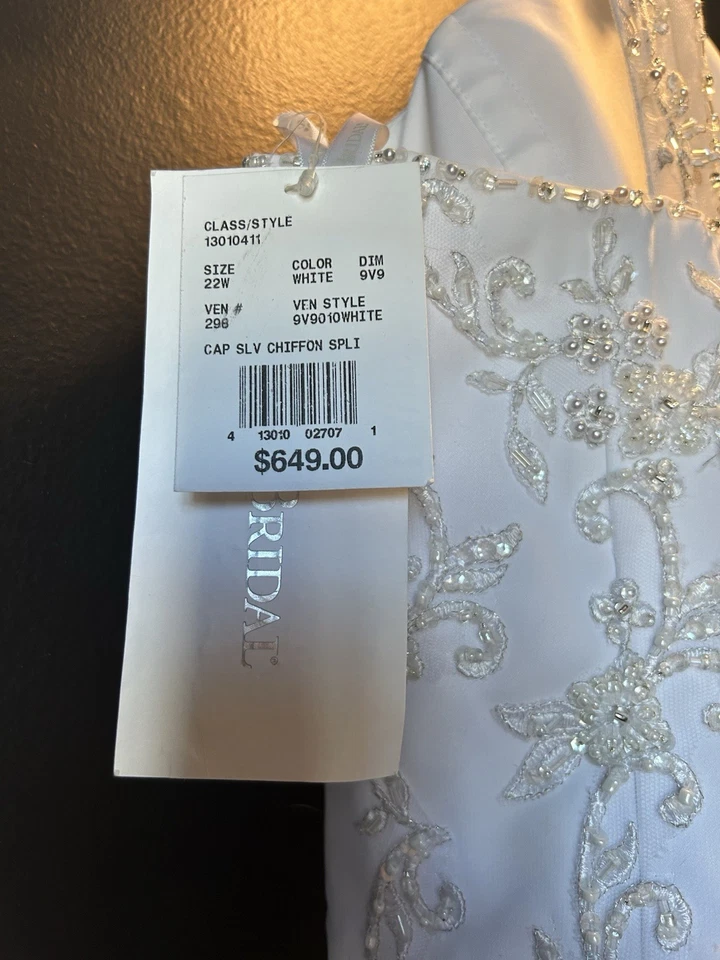 CLASS/STYLE
13010411
SIZE COLOR DIM
22W WHITE 9V9
VEN # VEN STYLE
298 9V9010WHITE
CAP SLV CHIFFON SPLI
4 13010 02707 1
$649.00
BRIDAL®